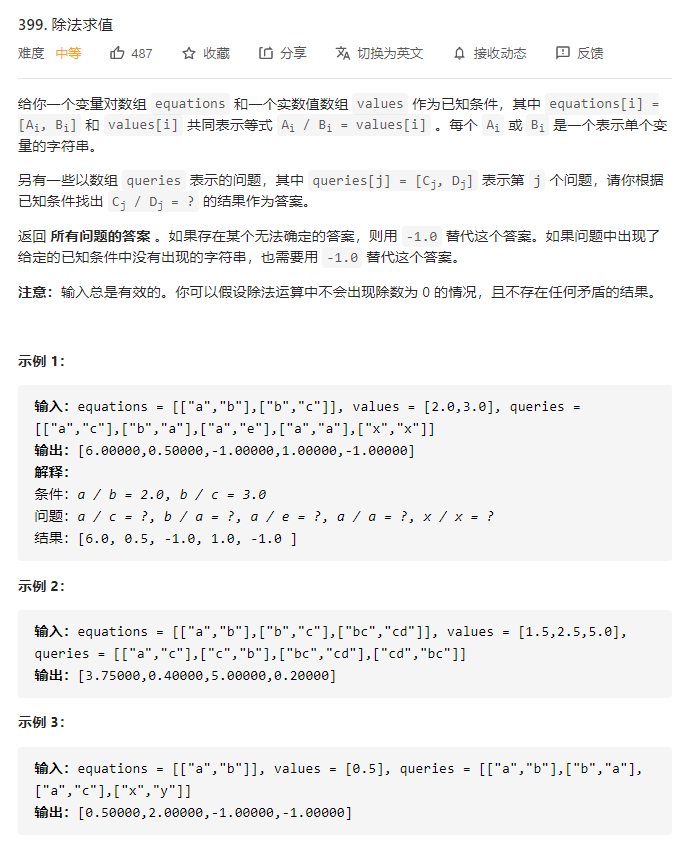 399. 除法求值
难度 中等 487 收藏 分享 切换为英文 接收动态 反馈
给你一个变量对数组 equations 和一个实数值数组 values 作为已知条件，其中 equations[i] =
[Ai, Bi] 和 values[i] 共同表示等式 Ai / Bi = values[i] 。每个 Ai 或 Bi 是一个表示单个变
量的字符串。
另有一些以数组 queries 表示的问题，其中 queries[j] = [Cj, Dj] 表示第 j 个问题，请你根据
已知条件找出 Cj / Dj = ? 的结果作为答案。
返回 所有问题的答案 。如果存在某个无法确定的答案，则用 -1.0 替代这个答案。如果问题中出现了
给定的已知条件中没有出现的字符串，也需要用 -1.0 替代这个答案。
注意：输入总是有效的。你可以假设除法运算中不会出现除数为 0 的情况，且不存在任何矛盾的结果。
示例 1：
输入：equations = [["a","b"],["b","c"]], values = [2.0,3.0], queries =
[["a","c"],["b","a"],["a","e"],["a","a"],["x","x"]]
输出：[6.00000,0.50000,-1.00000,1.00000,-1.00000]
解释：
条件：a / b = 2.0, b / c = 3.0
问题：a / c = ?, b / a = ?, a / e = ?, a / a = ?, x / x = ?
结果：[6.0, 0.5, -1.0, 1.0, -1.0 ]
示例 2：
输入：equations = [["a","b"],["b","c"],["bc","cd"]], values = [1.5,2.5,5.0],
queries = [["a","c"],["c","b"],["bc","cd"],["cd","bc"]]
输出：[3.75000,0.40000,5.00000,0.20000]
示例 3：
输入：equations = [["a","b"]], values = [0.5], queries = [["a","b"],["b","a"],
["a","c"],["x","y"]]
输出：[0.50000,2.00000,-1.00000,-1.00000]